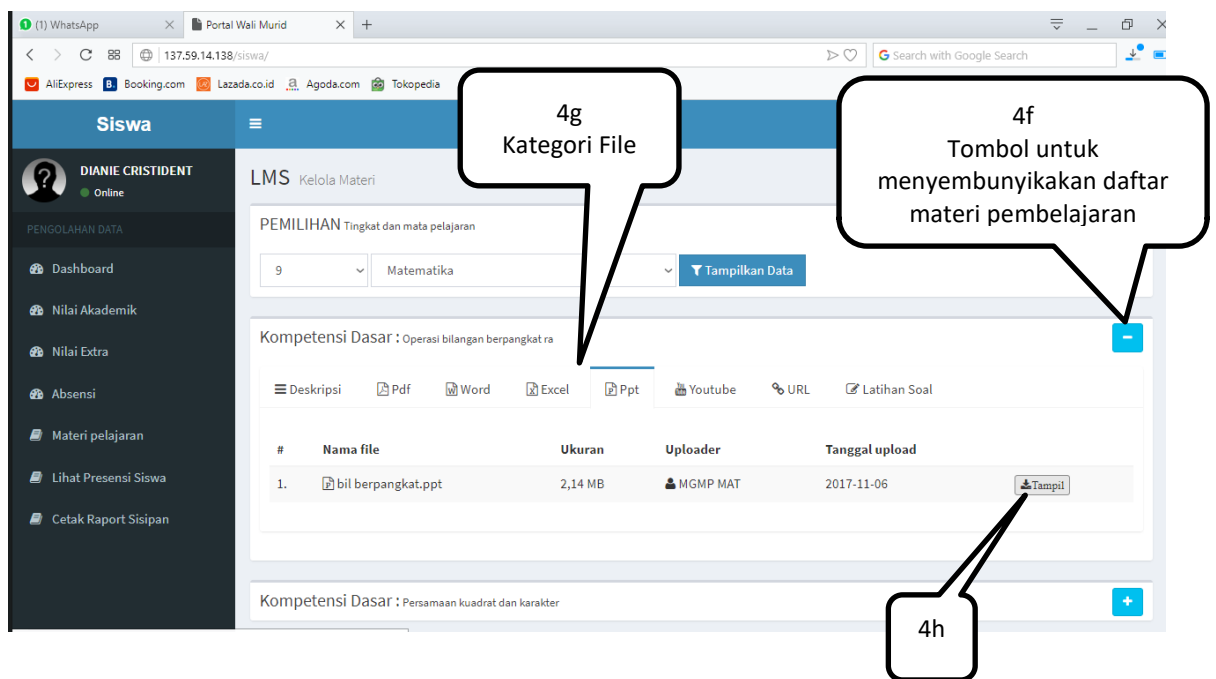 1 (1) WhatsApp
Portal Wali Murid
137.59.14.138/siswa/
G Search with Google Search
AliExpress
B. Booking.com
Lazada.co.id
a Agoda.com
Tokopedia
4g
Kategori File
4f
Tombol untuk
menyembunyikakan daftar
materi pembelajaran
Siswa
DIANIE CRISTIDENT
Online
PENGOLAHAN DATA
Dashboard
Nilai Akademik
Nilai Extra
Absensi
Materi pelajaran
Lihat Presensi Siswa
Cetak Raport Sisipan
LMS Kelola Materi
PEMILIHAN Tingkat dan mata pelajaran
9
Matematika
Tampilkan Data
Kompetensi Dasar : Operasi bilangan berpangkat ra
Deskripsi
Pdf
Word
Excel
Ppt
Youtube
URL
Latihan Soal
# Nama file Ukuran Uploader Tanggal upload
1. bil berpangkat.ppt 2,14 MB MGMP MAT 2017-11-06 Tampil
Kompetensi Dasar : Persamaan kuadrat dan karakter
4h